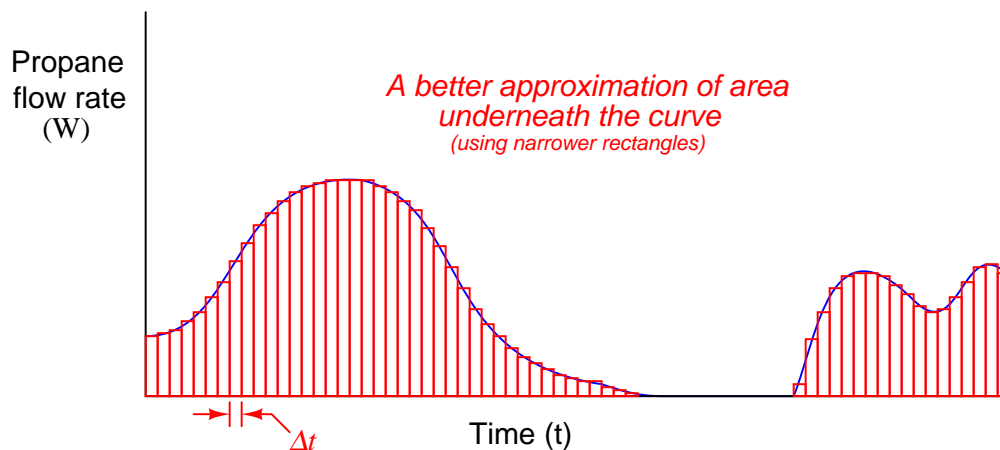 Propane
flow rate
(W)
A better approximation of area
underneath the curve
(using narrower rectangles)
Δt
Time (t)